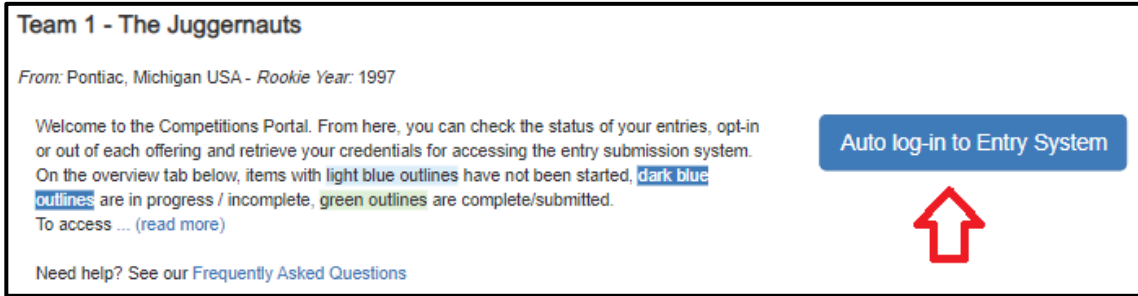 Team 1 - The Juggernauts
From: Pontiac, Michigan USA - Rookie Year: 1997
Welcome to the Competitions Portal. From here, you can check the status of your entries, opt-in
or out of each offering and retrieve your credentials for accessing the entry submission system.
On the overview tab below, items with light blue outlines have not been started, dark blue
outlines are in progress / incomplete, green outlines are complete/submitted.
To access ... (read more)
Need help? See our Frequently Asked Questions
Auto log-in to Entry System